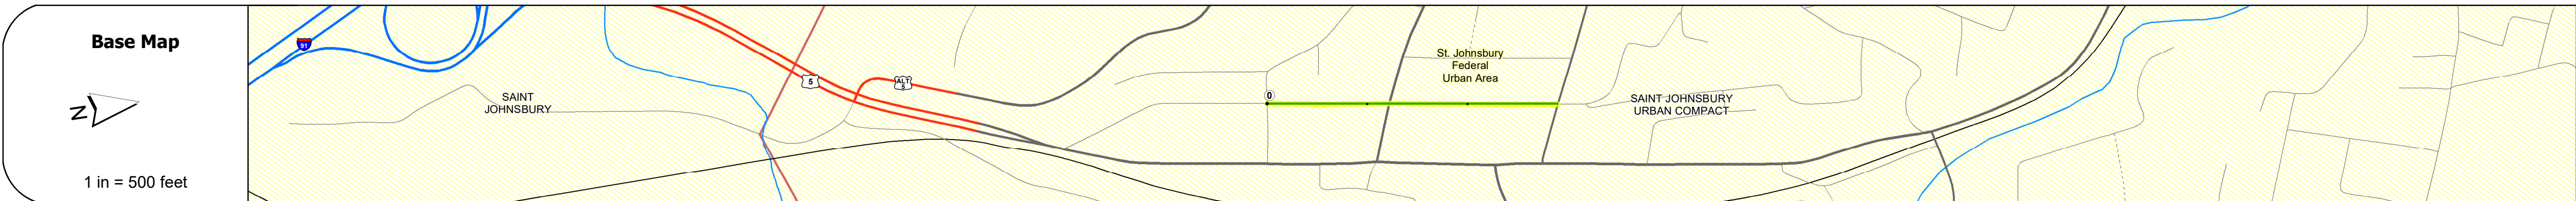 Base Map
N
1 in = 500 feet
91
SAINT
JOHNSBURY
5
ALT
5
0
St. Johnsbury
Federal
Urban Area
SAINT JOHNSBURY
URBAN COMPACT